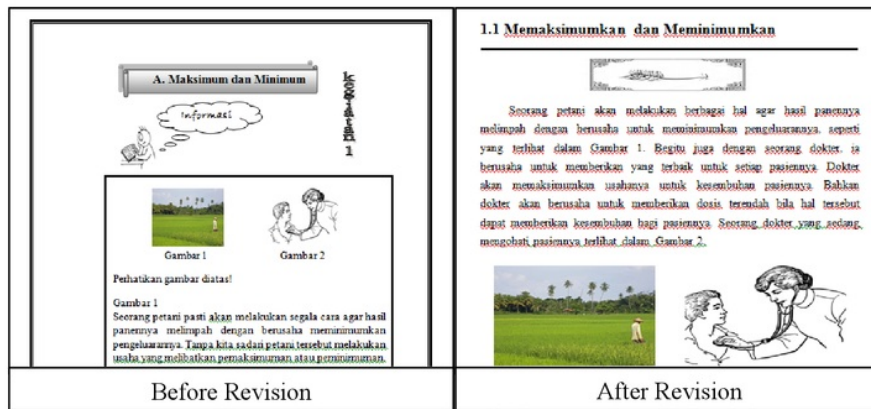 A. Maksimum dan Minimum
Informasi
Kegiatan 1
Gambar 1
Gambar 2
Perhatikan gambar diatas!
Gambar 1
Seorang petani pasti akan melakukan segala cara agar hasil
panennya melimpah dengan berusaha meminimumkan
pengeluarannya. Tanpa kita sadari petani tersebut melakukan
usaha yang melibatkan pemaksimuman atau peminimuman.
Before Revision
1.1 Memaksimumkan dan Meminimumkan
Seorang petani akan melakukan berbagai hal agar hasil panennya
melimpah dengan berusaha untuk meminimumkan pengeluarannya, seperti
yang terlihat dalam Gambar 1. Begitu juga dengan seorang dokter, ia
berusaha untuk memberikan yang terbaik untuk setiap pasiennya. Dokter
akan memaksimumkan usahanya untuk kesembuhan pasiennya. Bahkan
dokter akan berusaha untuk memberikan dosis terendah bila hal tersebut
dapat memberikan kesembuhan bagi pasiennya. Seorang dokter yang sedang
mengobati pasiennya terlihat dalam Gambar 2.
After Revision